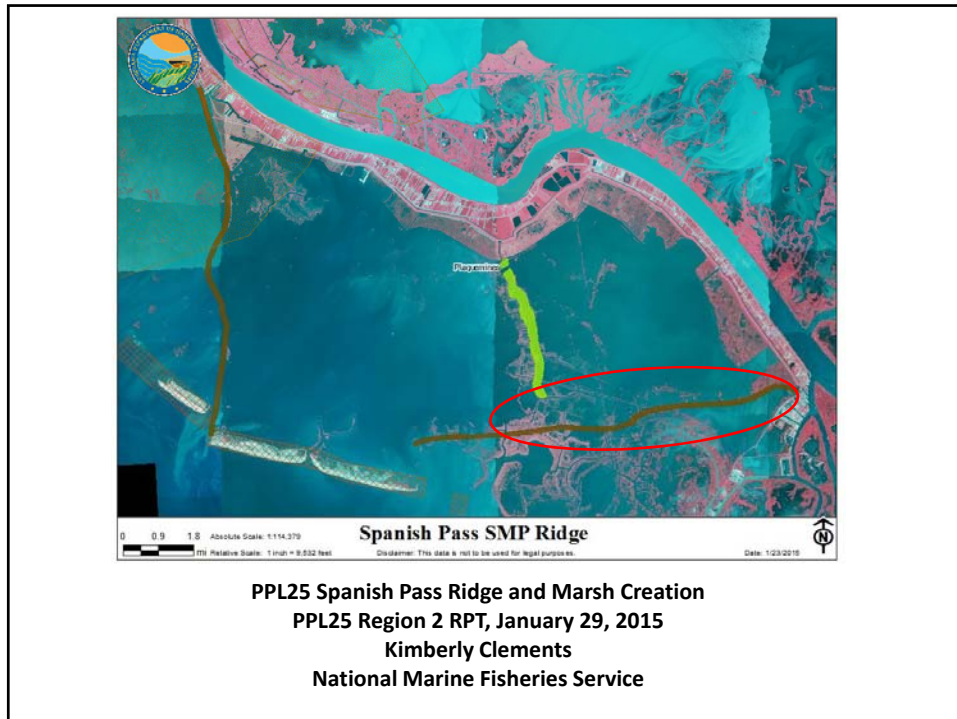 Plaquemines
0 0.9 1.8 mi
Absolute Scale: 1:114,379
Relative Scale: 1 inch = 9,532 feet
Spanish Pass SMP Ridge
Disclaimer: This data is not to be used for legal purposes.
N
Date: 1/23/2015
PPL25 Spanish Pass Ridge and Marsh Creation
PPL25 Region 2 RPT, January 29, 2015
Kimberly Clements
National Marine Fisheries Service